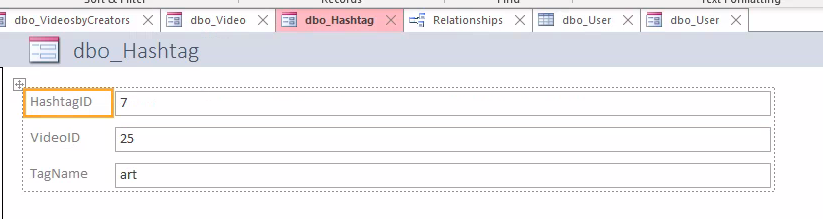 dbo_VideosbyCreators dbo_Video dbo_Hashtag Relationships dbo_User dbo_User
dbo_Hashtag
HashtagID 7
VideoID 25
TagName art